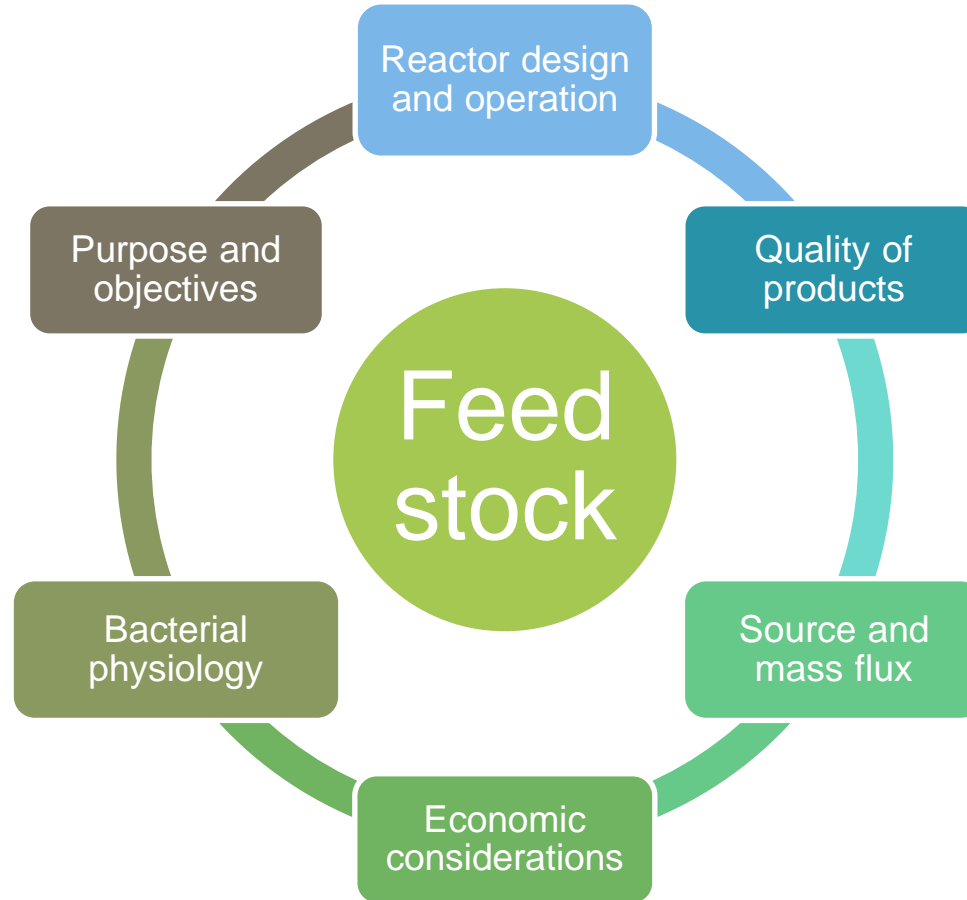 Reactor design
and operation
Quality of
products
Source and
mass flux
Economic
considerations
Bacterial
physiology
Purpose and
objectives
Feed
stock